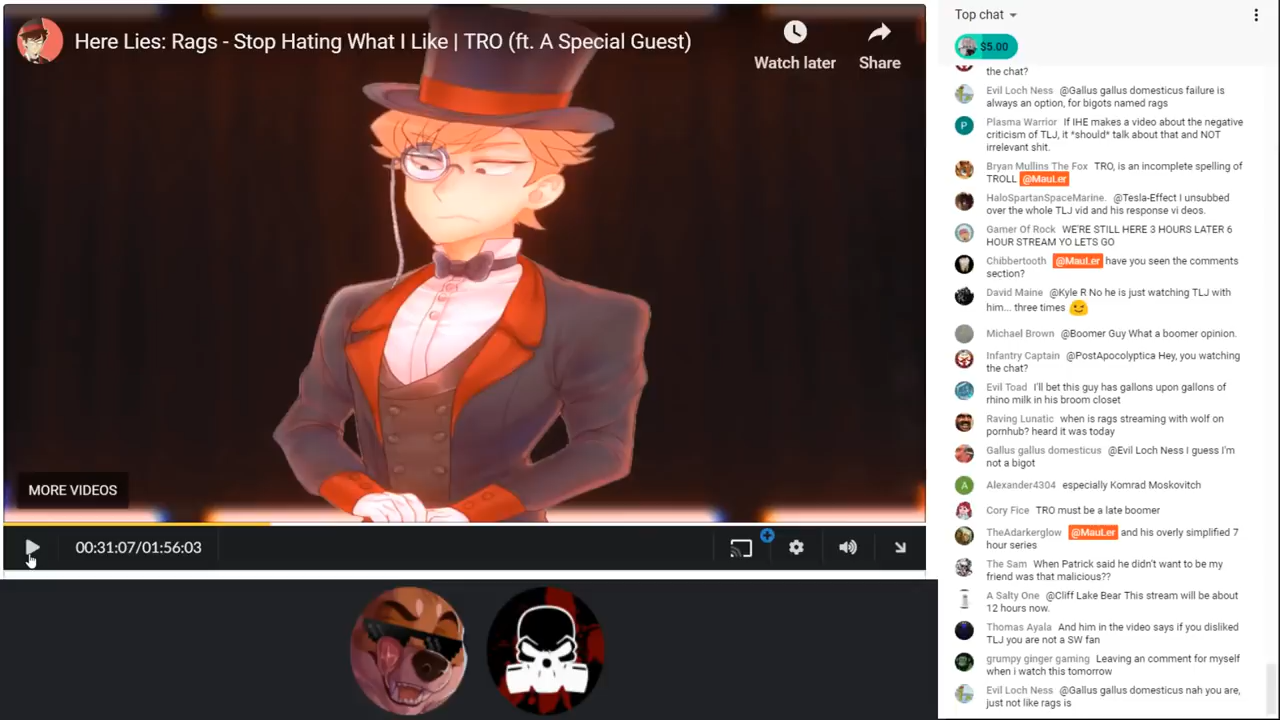 Here Lies: Rags - Stop Hating What I Like | TRO (ft. A Special Guest)
Watch later
Share
MORE VIDEOS
00:31:07/01:56:03
Top chat
$5.00
the chat?
Evil Loch Ness @Gallus gallus domesticus failure is
always an option, for bigots named rags
P
Plasma Warrior If IHE makes a video about the negative
criticism of TLJ, it *should* talk about that and NOT
irrelevant shit.
Bryan Mullins The Fox TRO, is an incomplete spelling of
TROLL @MauLer
HaloSpartanSpaceMarine. @Tesla-Effect I unsubbed
over the whole TLJ vid and his response vi deos.
Gamer Of Rock WE'RE STILL HERE 3 HOURS LATER 6
HOUR STREAM YO LETS GO
Chibbertooth @MauLer have you seen the comments
section?
David Maine @Kyle R No he is just watching TLJ with
him... three times
Michael Brown @Boomer Guy What a boomer opinion.
Infantry Captain @PostApocolyptica Hey, you watching
the chat?
Evil Toad I'll bet this guy has gallons upon gallons of
rhino milk in his broom closet
Raving Lunatic when is rags streaming with wolf on
pornhub? heard it was today
Gallus gallus domesticus @Evil Loch Ness I guess I'm
not a bigot
A
Alexander4304 especially Komrad Moskovitch
Cory Fice TRO must be a late boomer
TheAdarkerglow @MauLer and his overly simplified 7
hour series
The Sam When Patrick said he didn't want to be my
friend was that malicious??
A Salty One @Cliff Lake Bear This stream will be about
12 hours now.
Thomas Ayala And him in the video says if you disliked
TLJ you are not a SW fan
grumpy ginger gaming Leaving an comment for myself
when i watch this tomorrow
Evil Loch Ness @Gallus gallus domesticus nah you are,
just not like rags is